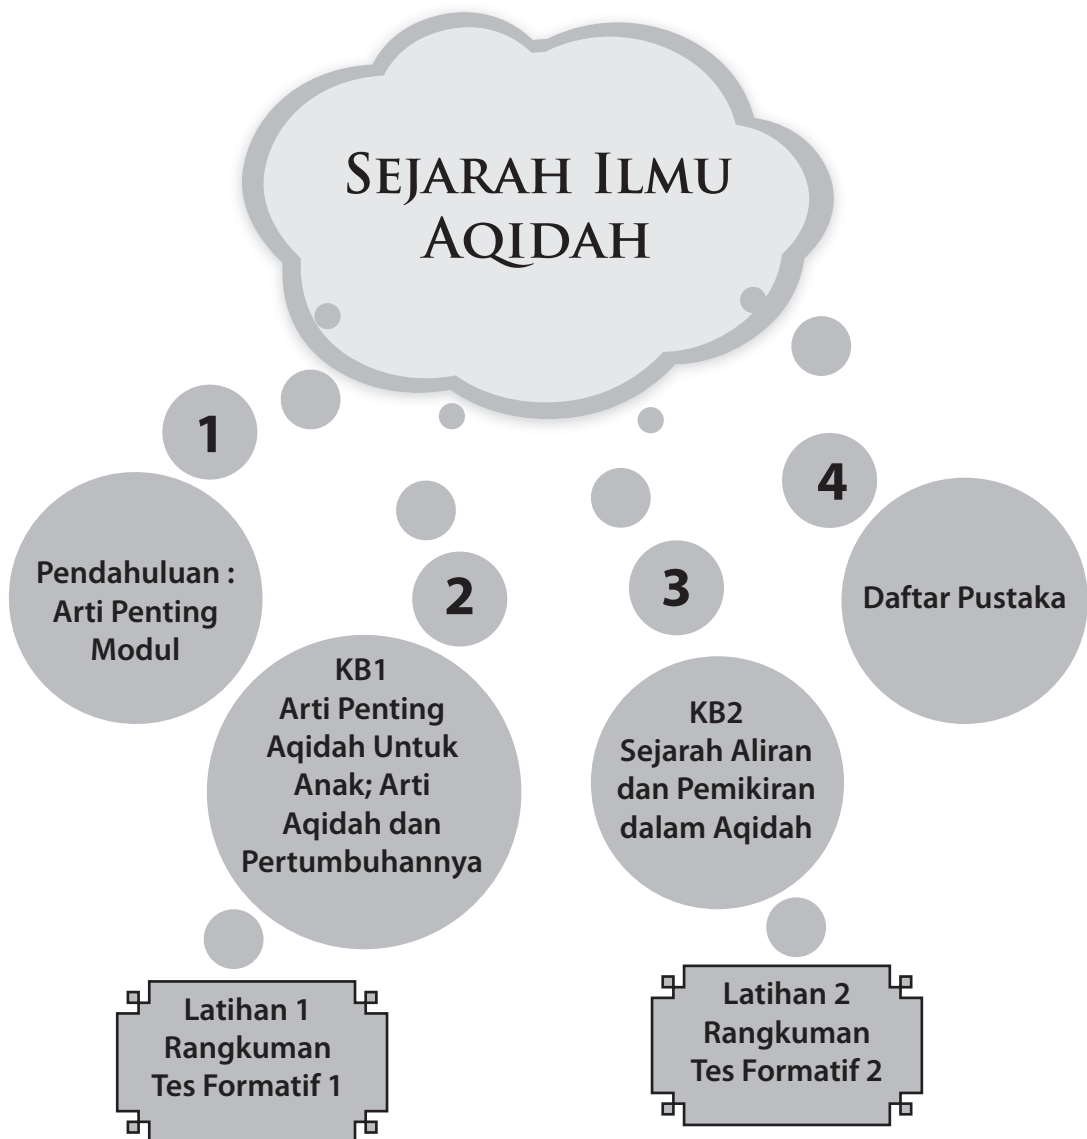 SEJARAH ILMU
AQIDAH
1
Pendahuluan :
Arti Penting
Modul
2
KB1
Arti Penting
Aqidah Untuk
Anak; Arti
Aqidah dan
Pertumbuhannya
Latihan 1
Rangkuman
Tes Formatif 1
3
KB2
Sejarah Aliran
dan Pemikiran
dalam Aqidah
Latihan 2
Rangkuman
Tes Formatif 2
4
Daftar Pustaka